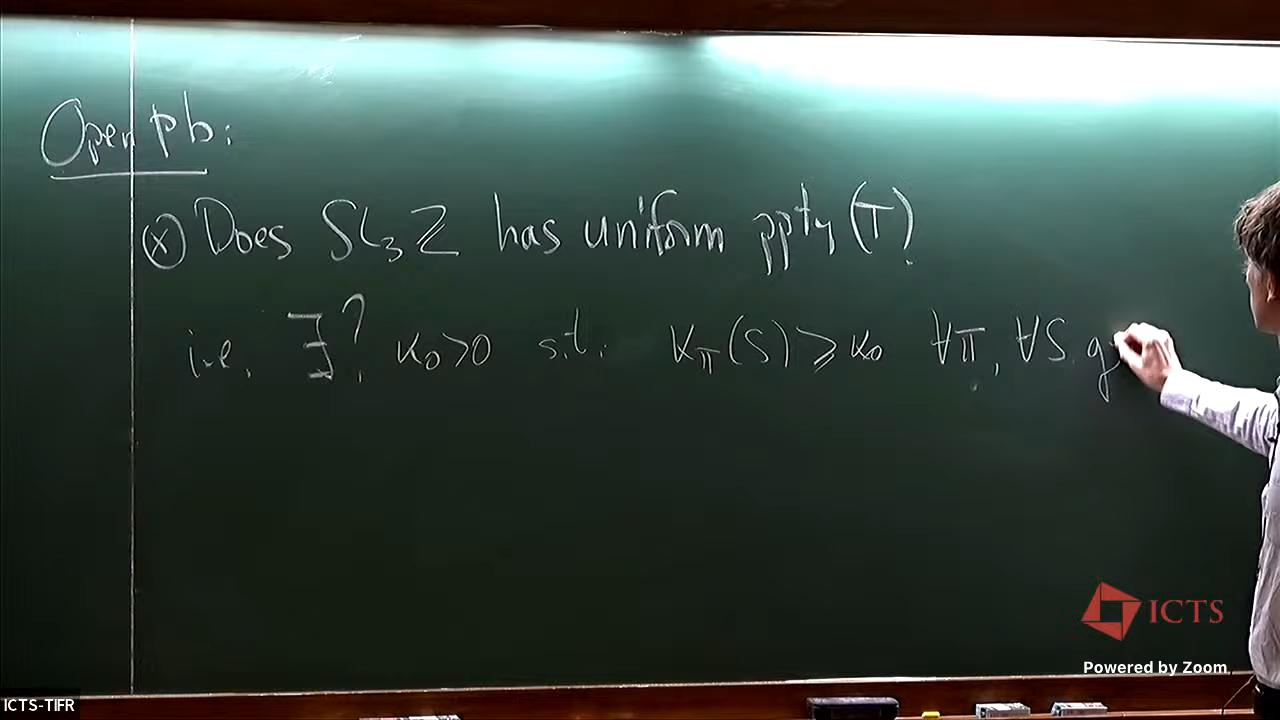 Open pb:
(x) Does SL₃ℤ has uniform ppty (T)?
i.e. ∃? κ₀>0 s.t. κ_π(S) ⩾ κ₀ ∀π, ∀S g
ICTS
Powered by Zoom
ICTS-TIFR